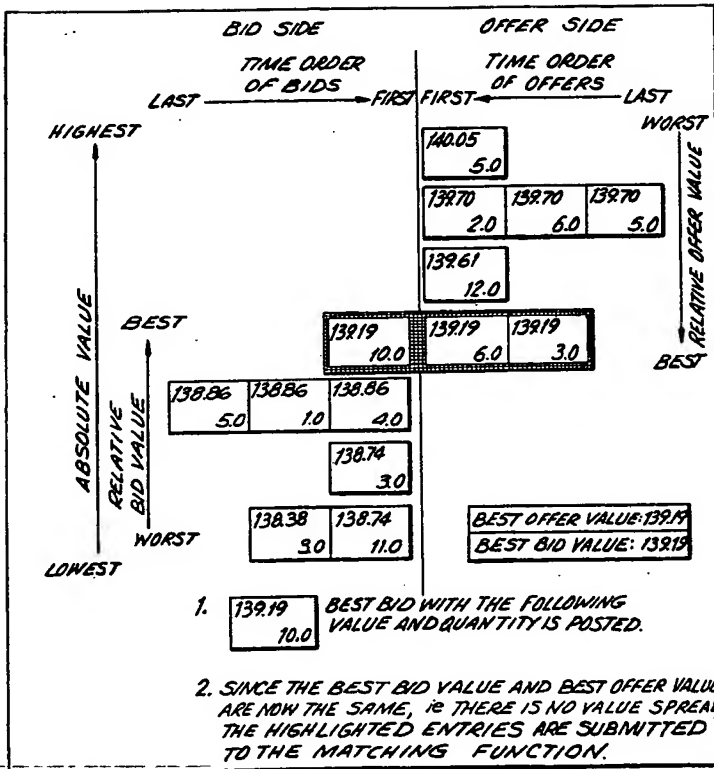 BID SIDE OFFER SIDE
TIME ORDER OF BIDS TIME ORDER OF OFFERS
LAST FIRST FIRST LAST
HIGHEST WORST
140.05
5.0
139.70 139.70 139.70
2.0 6.0 5.0
139.61
12.0
RELATIVE OFFER VALUE
ABSOLUTE VALUE
BEST
RELATIVE BID VALUE
139.19 139.19 139.19
10.0 6.0 3.0
BEST
138.86 138.86 138.86
5.0 1.0 4.0
138.74
3.0
138.38 138.74
9.0 11.0
WORST
LOWEST
BEST OFFER VALUE: 139.19
BEST BID VALUE: 139.19
1. 139.19 10.0 BEST BID WITH THE FOLLOWING
VALUE AND QUANTITY IS POSTED.
2. SINCE THE BEST BID VALUE AND BEST OFFER VALUE
ARE NOW THE SAME, ie THERE IS NO VALUE SPREA
THE HIGHLIGHTED ENTRIES ARE SUBMITTED
TO THE MATCHING FUNCTION.